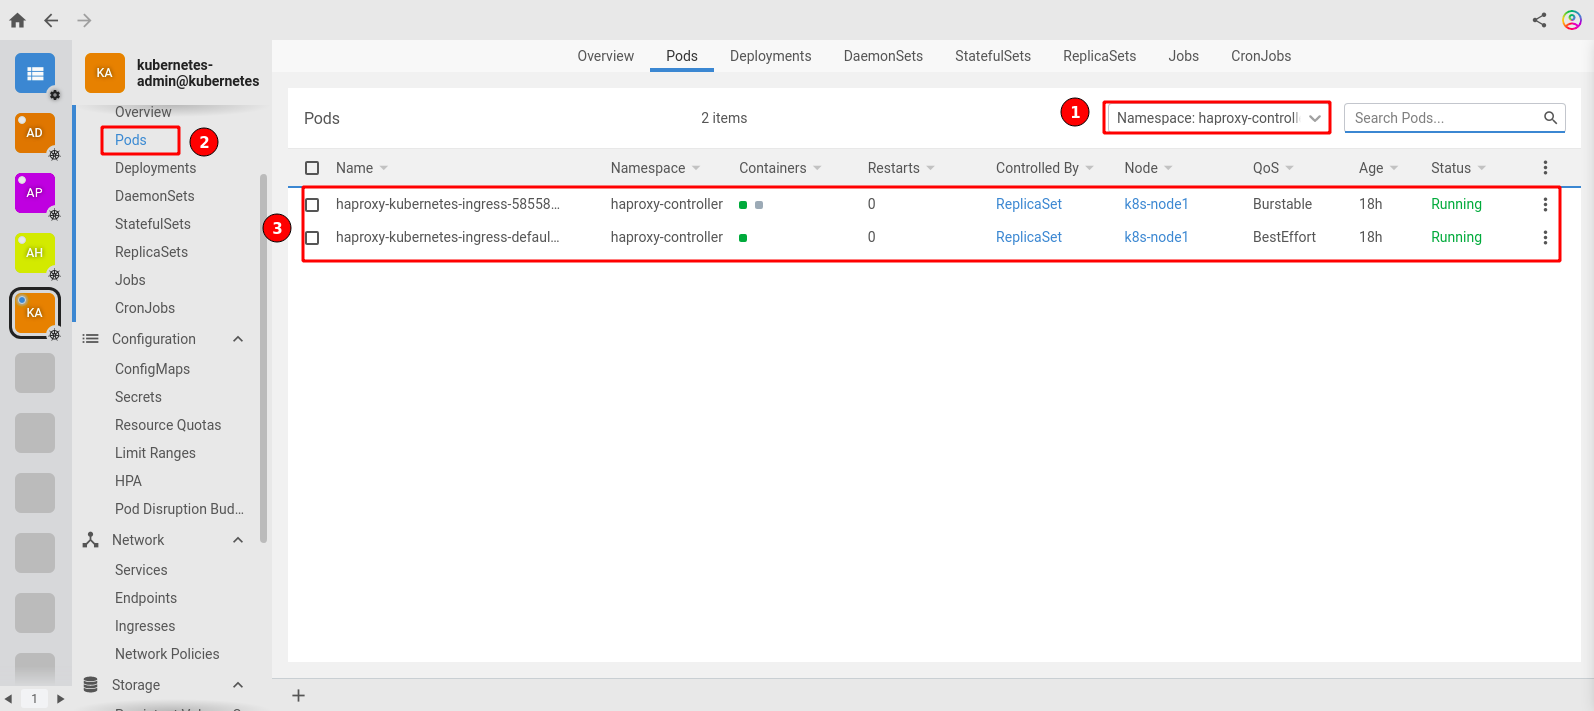 kubernetes-
admin@kubernetes
KA
AD
AP
AH
KA
1
Overview
Pods
2
Deployments
DaemonSets
StatefulSets
ReplicaSets
Jobs
CronJobs
Configuration
ConfigMaps
Secrets
Resource Quotas
Limit Ranges
HPA
Pod Disruption Bud...
Network
Services
Endpoints
Ingresses
Network Policies
Storage
Overview Pods Deployments DaemonSets StatefulSets ReplicaSets Jobs CronJobs
Pods 2 items 1 Namespace: haproxy-controll Search Pods...
Name Namespace Containers Restarts Controlled By Node QoS Age Status
3
haproxy-kubernetes-ingress-58558... haproxy-controller 0 ReplicaSet k8s-node1 Burstable 18h Running
haproxy-kubernetes-ingress-defaul... haproxy-controller 0 ReplicaSet k8s-node1 BestEffort 18h Running